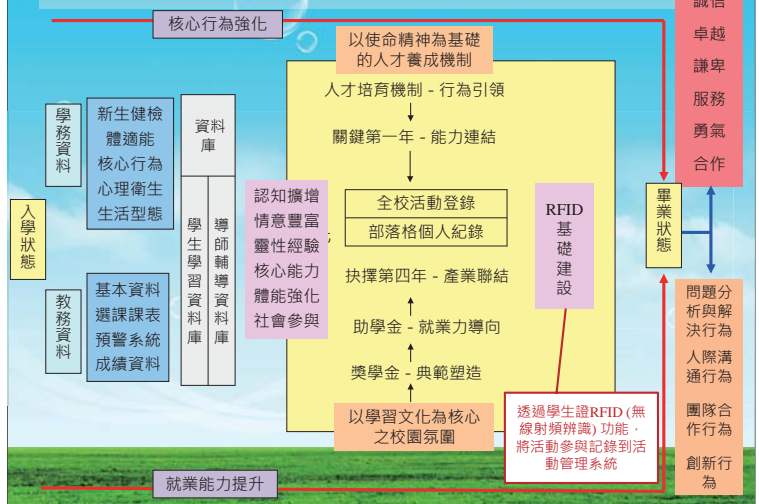 核心行為強化
誠信
卓越
謙卑
服務
勇氣
合作
以使命精神為基礎
的人才養成機制
人才培育機制 - 行為引領
關鍵第一年 - 能力連結
全校活動登錄
部落格個人紀錄
抉擇第四年 - 產業聯結
助學金 - 就業力導向
獎學金 - 典範塑造
以學習文化為核心
之校園氛圍
入學狀態
學務資料
新生健檢
體適能
核心行為
心理衛生
生活型態
教務資料
基本資料
選課課表
預警系統
成績資料
資料
庫
學生學習資料庫
導師輔導資料庫
認知擴增
情意豐富
靈性經驗
核心能力
體能強化
社會參與
RFID
基
礎
建
設
透過學生證RFID (無
線射頻辨識) 功能，
將活動參與記錄到活
動管理系統
畢業狀態
問題分
析與解
決行為
人際溝
通行為
團隊合
作行為
創新行
為
就業能力提升